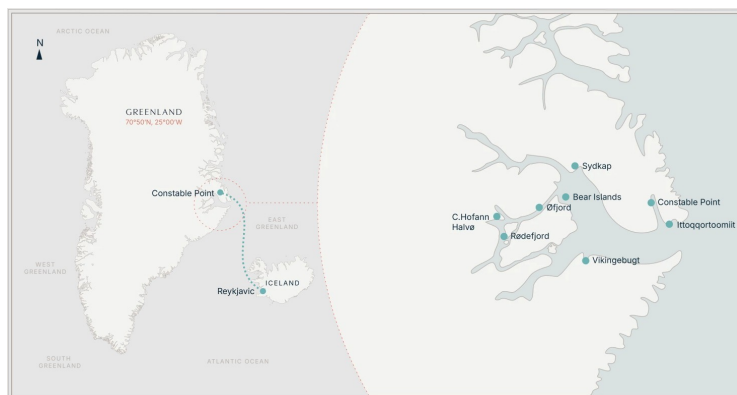 ARCTIC OCEAN
N
GREENLAND
70°50'N, 25°00'W
Constable Point
EAST
GREENLAND
WEST
GREENLAND
ICELAND
Reykjavic
SOUTH
GREENLAND
ATLANTIC OCEAN
Sydkap
Bear Islands
Constable Point
Øfjord
C.Hofann
Halvø
Ittoqqortoomiit
Rødefjord
Vikingebugt